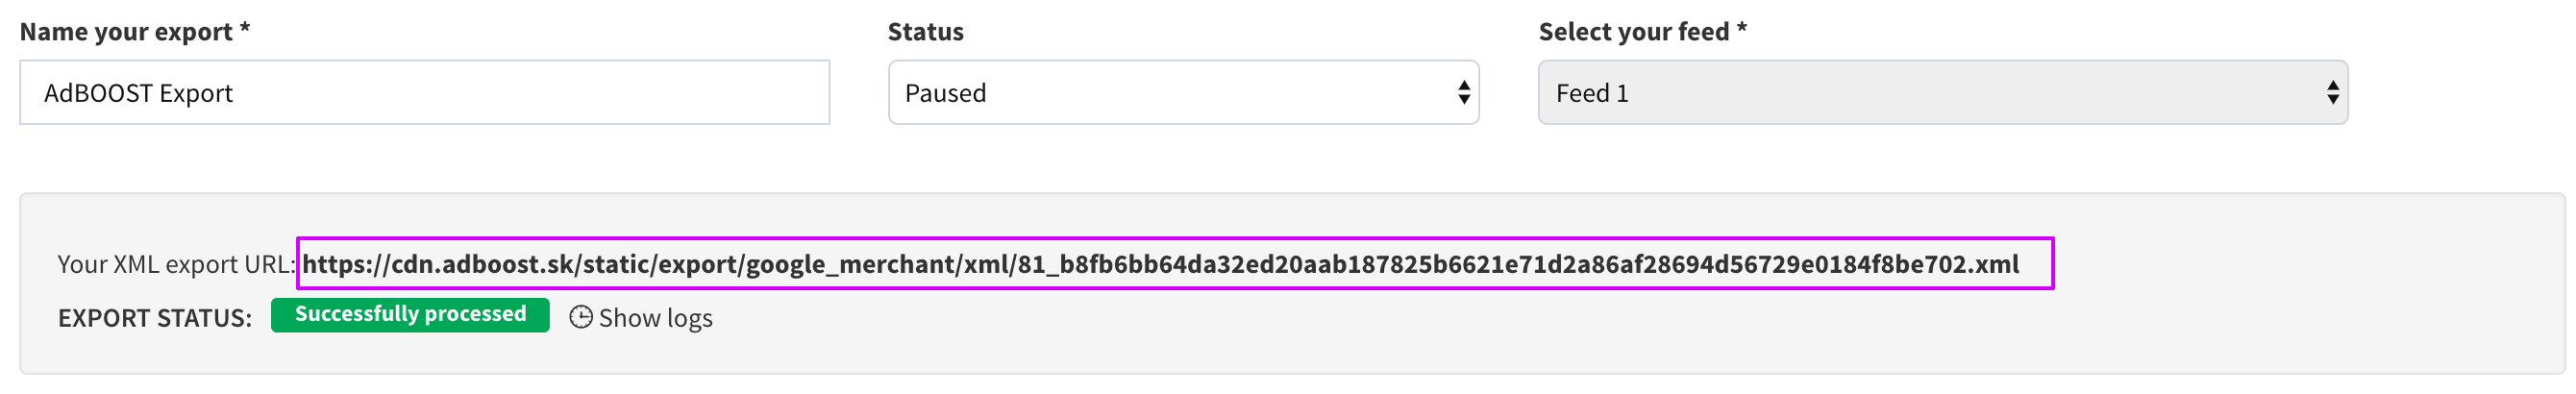 Name your export *
Status
Select your feed *
AdBOOST Export
Paused
Feed 1
Your XML export URL: https://cdn.adboost.sk/static/export/google_merchant/xml/81_b8fb6bb64da32ed20aab187825b6621e71d2a86af28694d56729e0184f8be702.xml
EXPORT STATUS: Successfully processed Show logs